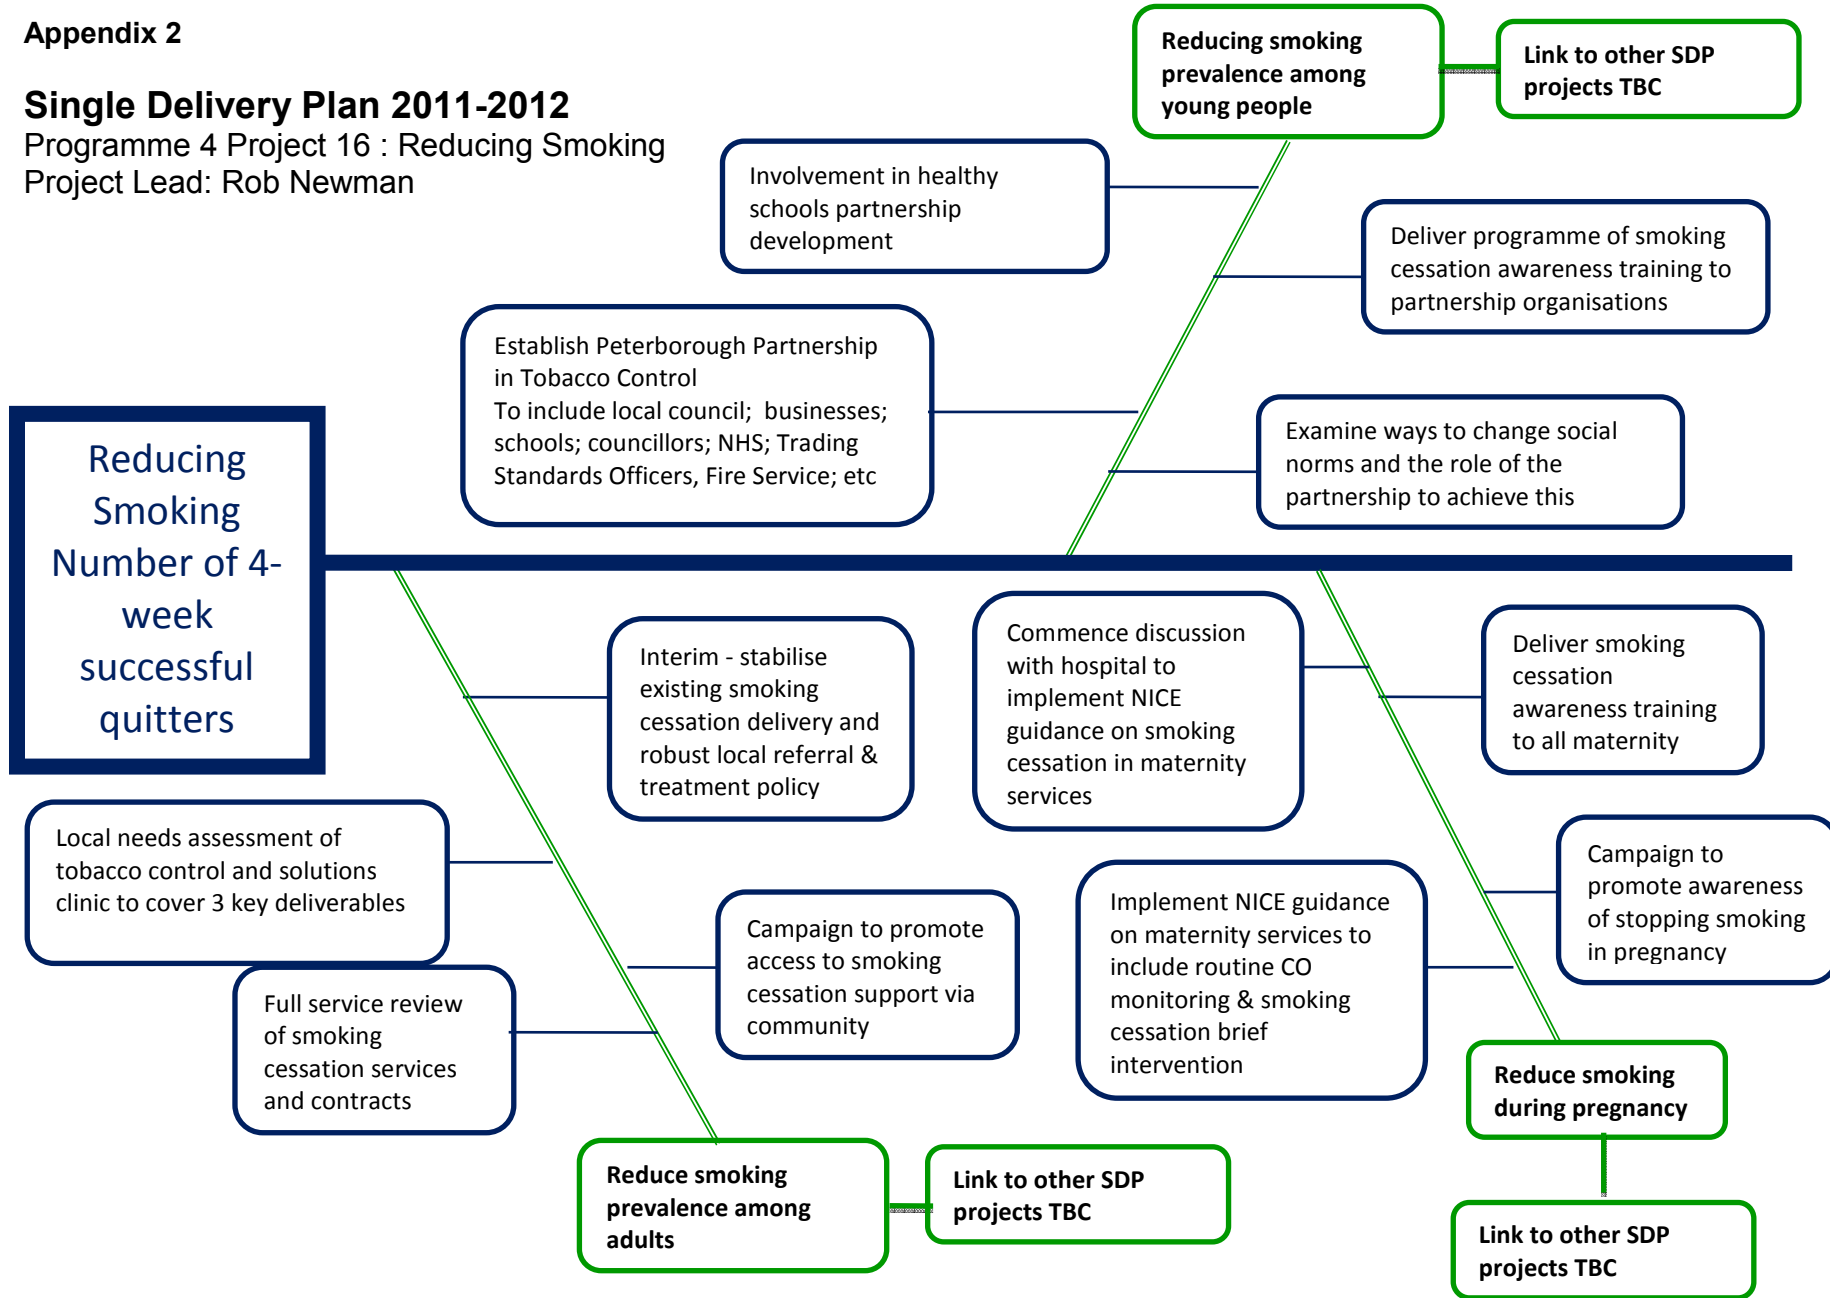 Appendix 2
Single Delivery Plan 2011-2012
Programme 4 Project 16 : Reducing Smoking
Project Lead: Rob Newman
Reducing smoking
prevalence among
young people
Link to other SDP
projects TBC
Involvement in healthy
schools partnership
development
Deliver programme of smoking
cessation awareness training to
partnership organisations
Establish Peterborough Partnership
in Tobacco Control
To include local council;  businesses;
schools; councillors; NHS; Trading
Standards Officers, Fire Service; etc
Examine ways to change social
norms and the role of the
partnership to achieve this
Reducing
Smoking
Number of 4-
week
successful
quitters
Interim - stabilise
existing smoking
cessation delivery and
robust local referral &
treatment policy
Commence discussion
with hospital to
implement NICE
guidance on smoking
cessation in maternity
services
Deliver smoking
cessation
awareness training
to all maternity
Local needs assessment of
tobacco control and solutions
clinic to cover 3 key deliverables
Campaign to promote
access to smoking
cessation support via
community
Implement NICE guidance
on maternity services to
include routine CO
monitoring & smoking
cessation brief
intervention
Campaign to
promote awareness
of stopping smoking
in pregnancy
Full service review
of smoking
cessation services
and contracts
Reduce smoking
during pregnancy
Reduce smoking
prevalence among
adults
Link to other SDP
projects TBC
Link to other SDP
projects TBC